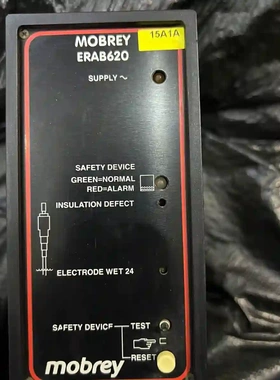 MOBREY
15A1A
ERAB620
SUPPLY ~
SAFETY DEVICE
GREEN=NORMAL
RED=ALARM
INSULATION DEFECT
ELECTRODE WET 24
SAFETY DEVICE
TEST
RESET
mobrey